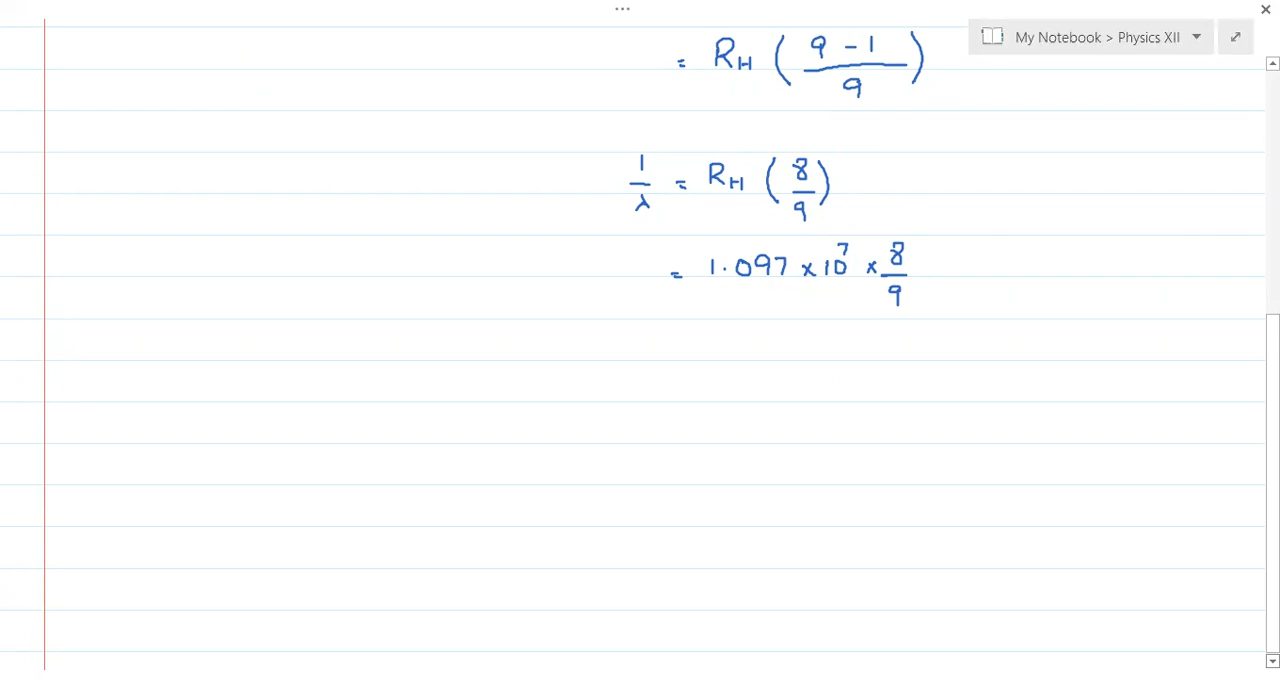 ...
My Notebook > Physics XII
= R_H ( (9 - 1) / 9 )
1/λ = R_H ( 8/9 )
= 1.097 × 10^7 × 8/9